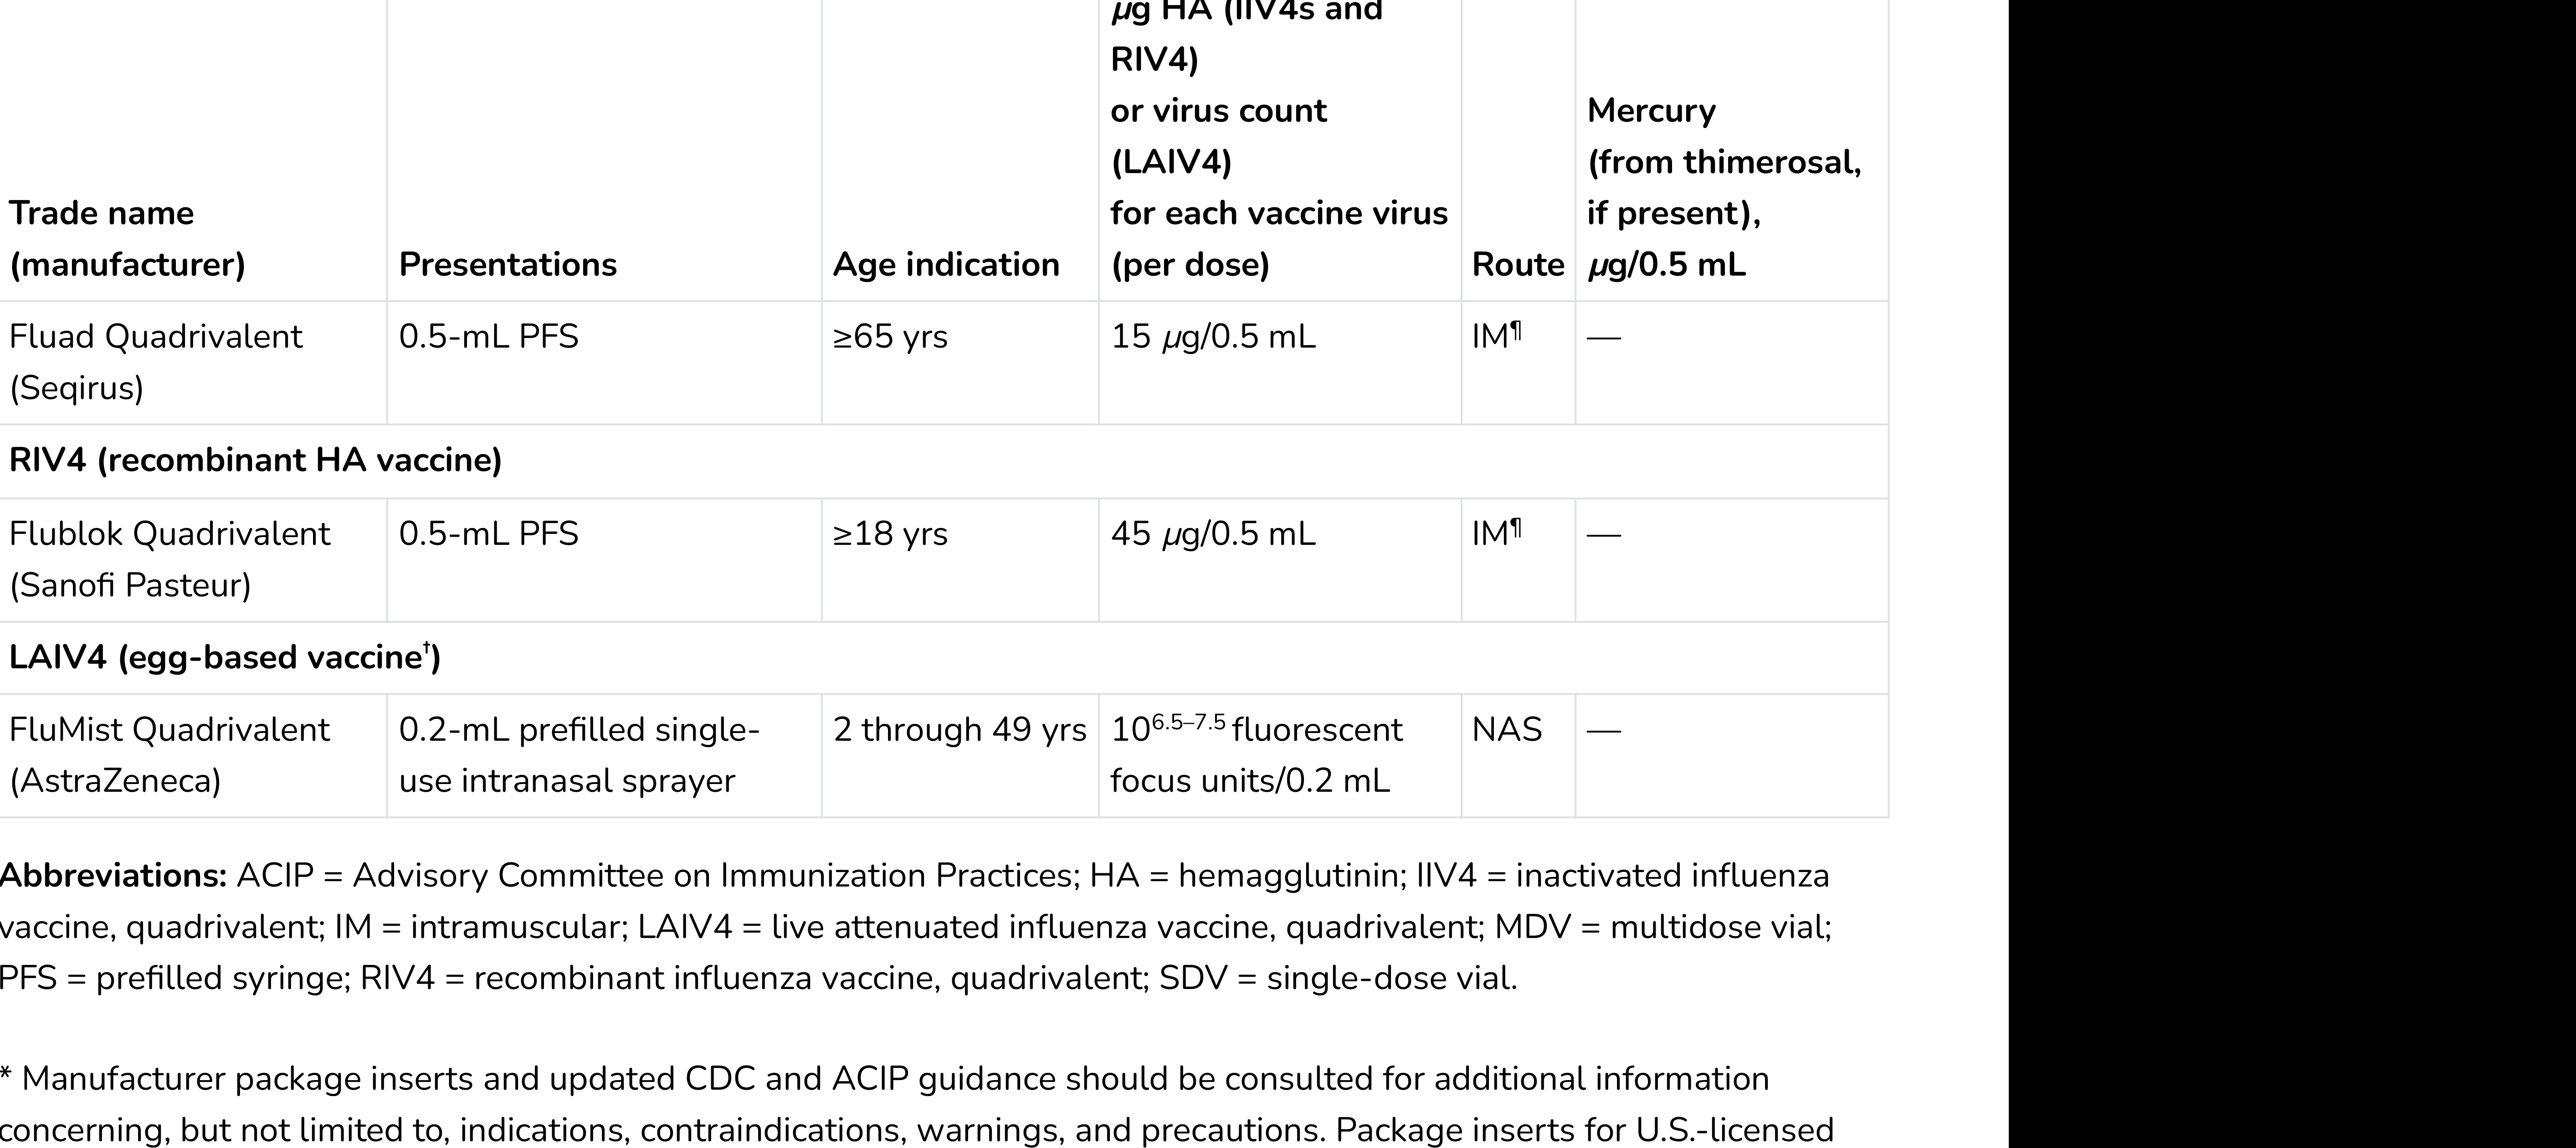 µg HA (IIV4s and
RIV4)
or virus count
(LAIV4)
for each vaccine virus
(per dose)
Mercury
(from thimerosal,
if present),
µg/0.5 mL
Trade name
(manufacturer)
Presentations
Age indication
Route
Fluad Quadrivalent
(Seqirus)
0.5-mL PFS
≥65 yrs
15 µg/0.5 mL
IM¶
—
RIV4 (recombinant HA vaccine)
Flublok Quadrivalent
(Sanofi Pasteur)
0.5-mL PFS
≥18 yrs
45 µg/0.5 mL
IM¶
—
LAIV4 (egg-based vaccine†)
FluMist Quadrivalent
(AstraZeneca)
0.2-mL prefilled single-
use intranasal sprayer
2 through 49 yrs
10^6.5–7.5 fluorescent
focus units/0.2 mL
NAS
—
Abbreviations: ACIP = Advisory Committee on Immunization Practices; HA = hemagglutinin; IIV4 = inactivated influenza
vaccine, quadrivalent; IM = intramuscular; LAIV4 = live attenuated influenza vaccine, quadrivalent; MDV = multidose vial;
PFS = prefilled syringe; RIV4 = recombinant influenza vaccine, quadrivalent; SDV = single-dose vial.
* Manufacturer package inserts and updated CDC and ACIP guidance should be consulted for additional information
concerning, but not limited to, indications, contraindications, warnings, and precautions. Package inserts for U.S.-licensed